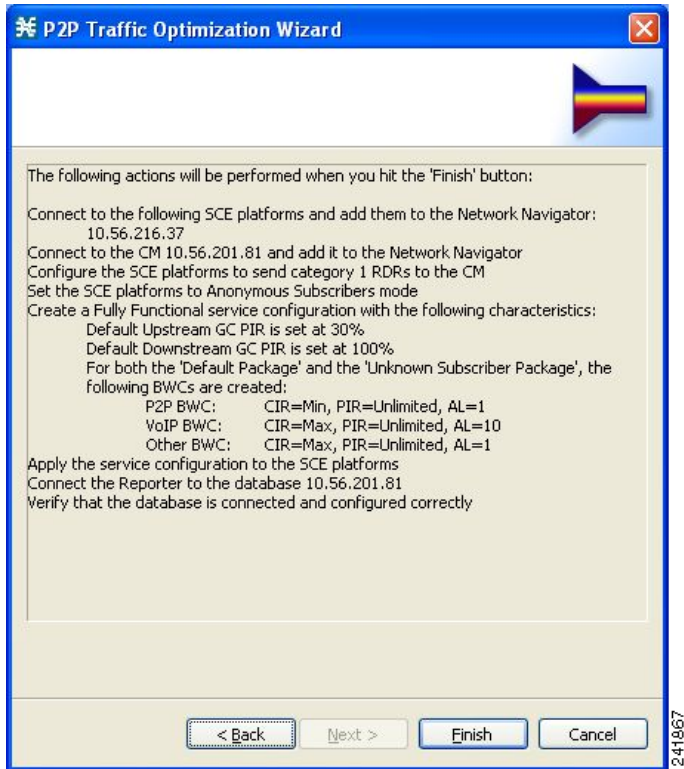 P2P Traffic Optimization Wizard
The following actions will be performed when you hit the 'Finish' button:
Connect to the following SCE platforms and add them to the Network Navigator:
10.56.216.37
Connect to the CM 10.56.201.81 and add it to the Network Navigator
Configure the SCE platforms to send category 1 RDRs to the CM
Set the SCE platforms to Anonymous Subscribers mode
Create a Fully Functional service configuration with the following characteristics:
Default Upstream GC PIR is set at 30%
Default Downstream GC PIR is set at 100%
For both the 'Default Package' and the 'Unknown Subscriber Package', the
following BWCs are created:
P2P BWC: CIR=Min, PIR=Unlimited, AL=1
VoIP BWC: CIR=Max, PIR=Unlimited, AL=10
Other BWC: CIR=Max, PIR=Unlimited, AL=1
Apply the service configuration to the SCE platforms
Connect the Reporter to the database 10.56.201.81
Verify that the database is connected and configured correctly
< Back Next > Finish Cancel
241867